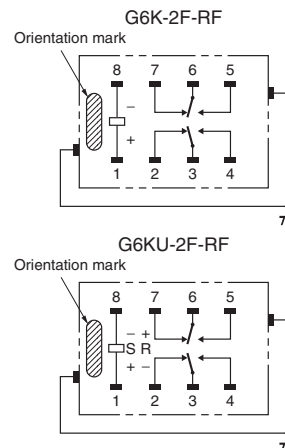 G6K-2F-RF
Orientation mark
8 7 6 5
−
+
1 2 3 4
7
G6KU-2F-RF
Orientation mark
8 7 6 5
− +
S R
+ −
1 2 3 4
7